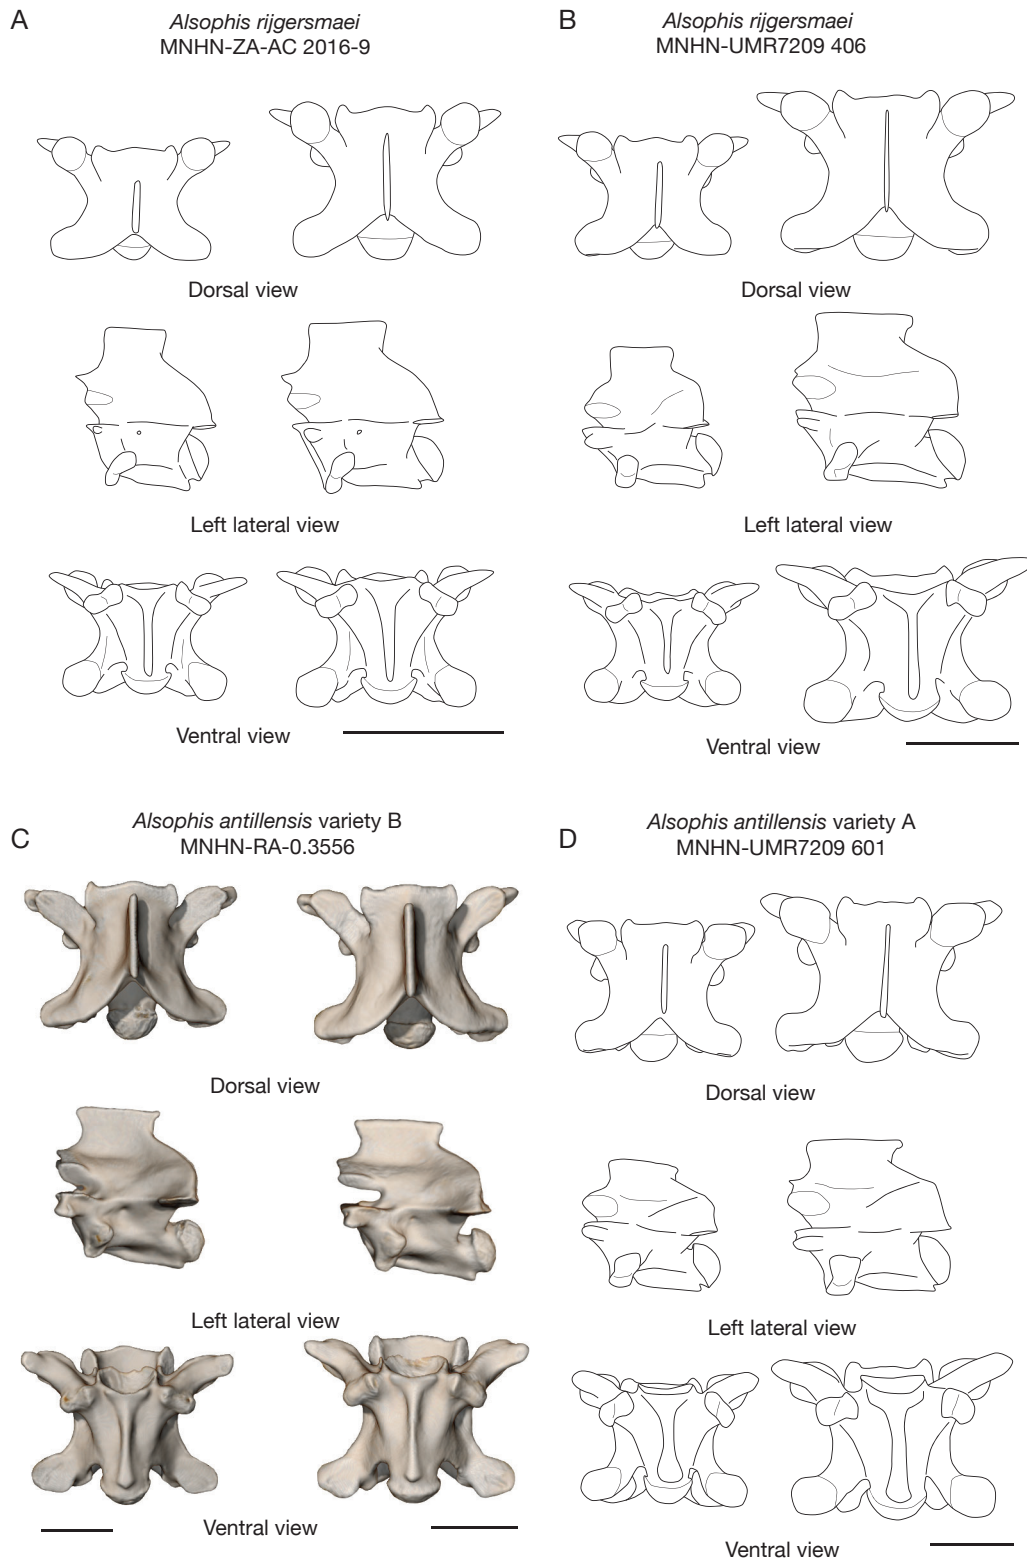 A
Alsophis rijgersmaei
MNHN-ZA-AC 2016-9
Dorsal view
Left lateral view
Ventral view
B
Alsophis rijgersmaei
MNHN-UMR7209 406
Dorsal view
Left lateral view
Ventral view
C
Alsophis antillensis variety B
MNHN-RA-0.3556
Dorsal view
Left lateral view
Ventral view
D
Alsophis antillensis variety A
MNHN-UMR7209 601
Dorsal view
Left lateral view
Ventral view